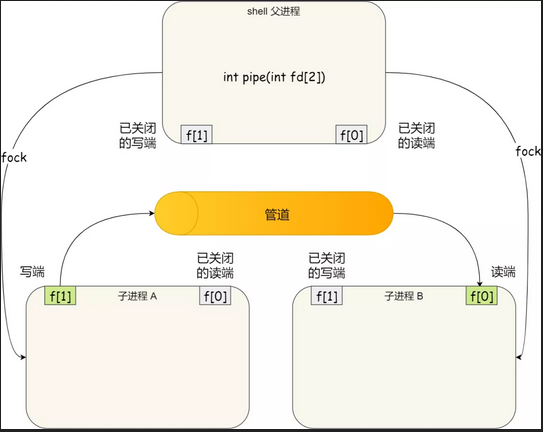 shell 父进程
int pipe(int fd[2])
已关闭
的写端
f[1]
f[0]
已关闭
的读端
fock
fock
管道
写端
已关闭
的读端
已关闭
的写端
读端
f[1]
子进程 A
f[0]
f[1]
子进程 B
f[0]